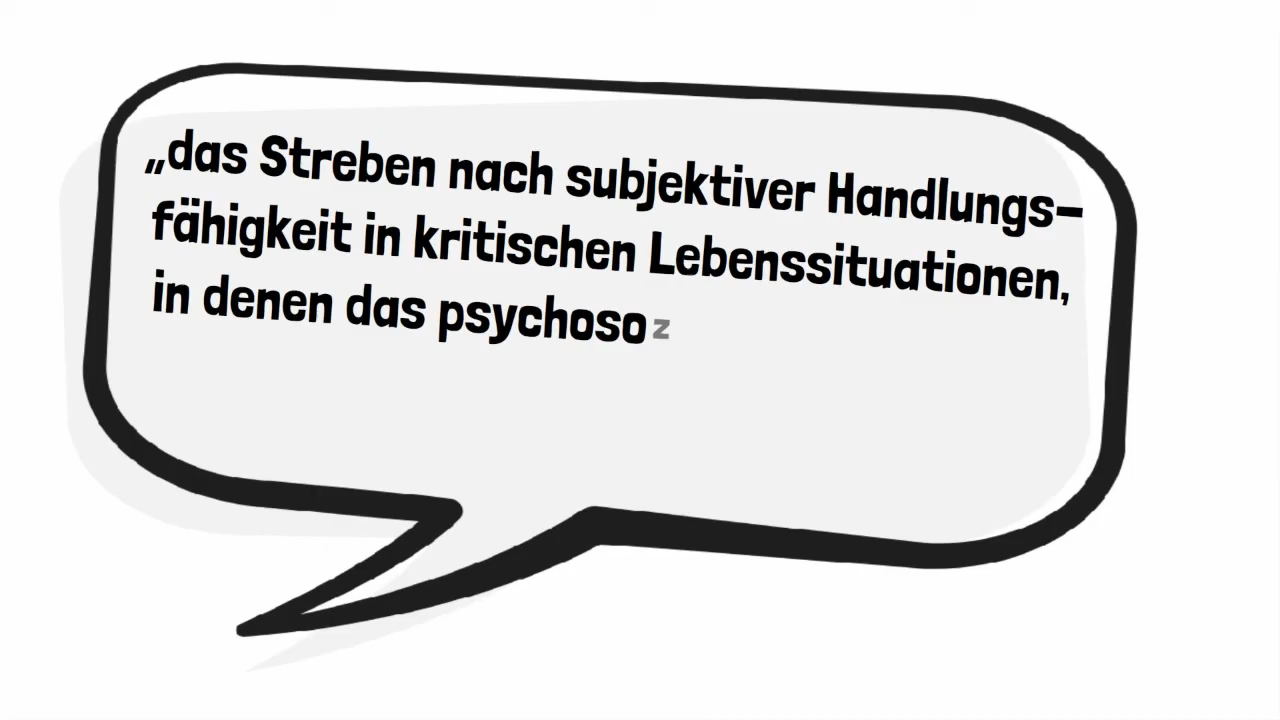 „das Streben nach subjektiver Handlungs–
fähigkeit in kritischen Lebenssituationen,
in denen das psychosoz